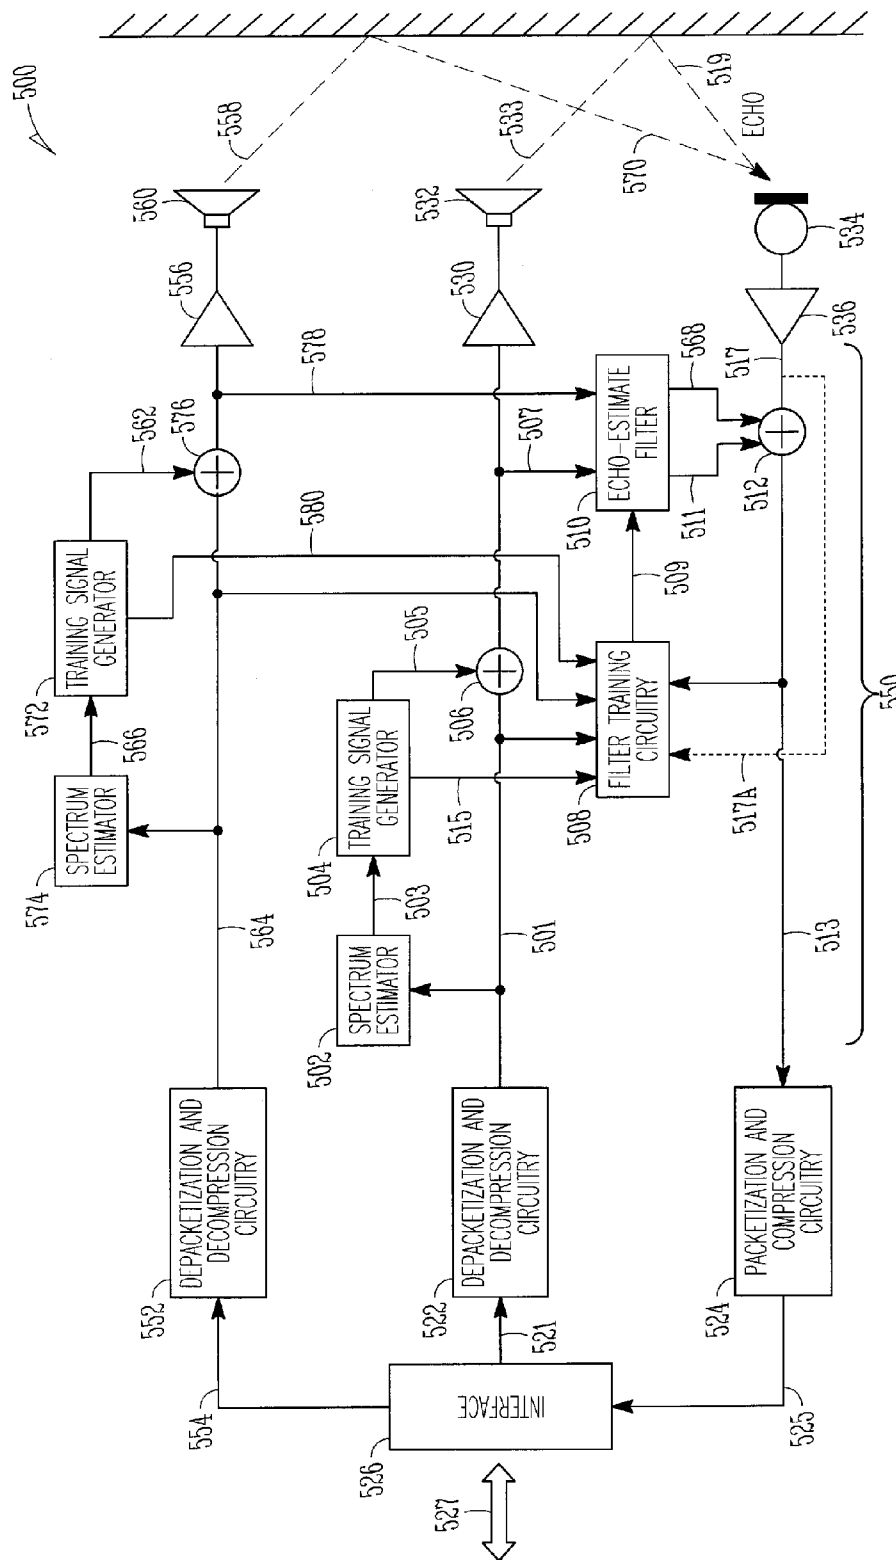 500
560
558
556
532
533
530
519
ECHO
570
534
536
578
562
576
507
568
517
ECHO-ESTIMATE
FILTER
510
511
512
580
509
TRAINING SIGNAL
GENERATOR
572
505
506
TRAINING SIGNAL
GENERATOR
504
515
FILTER TRAINING
CIRCUITRY
508
517A
550
566
SPECTRUM
ESTIMATOR
574
564
503
SPECTRUM
ESTIMATOR
502
501
513
DEPACKETIZATION AND
DECOMPRESSION
CIRCUITRY
552
DEPACKETIZATION AND
DECOMPRESSION
CIRCUITRY
522
PACKETIZATION AND
COMPRESSION
CIRCUITRY
524
554
521
525
INTERFACE
526
527